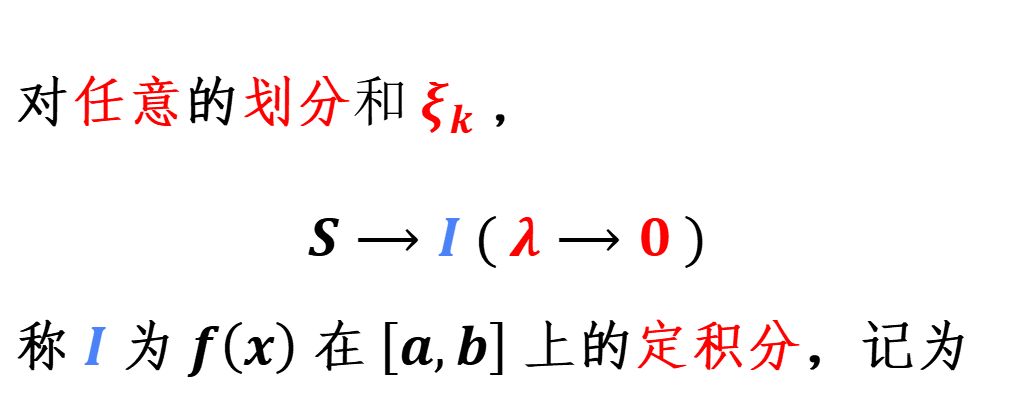 对任意的划分和 ξₖ ，
S ⟶ I ( λ ⟶ 0 )
称 I 为 f(x) 在 [a, b] 上的定积分，记为